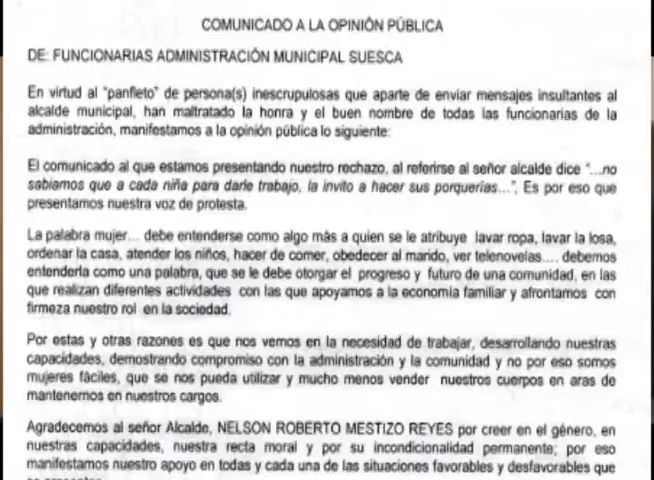 COMUNICADO A LA OPINIÓN PÚBLICA
DE: FUNCIONARIAS ADMINISTRACIÓN MUNICIPAL SUESCA
En virtud al "panfleto" de persona(s) inescrupulosas que aparte de enviar mensajes insultantes al
alcalde municipal, han maltratado la honra y el buen nombre de todas las funcionarias de la
administración, manifestamos a la opinión pública lo siguiente:
El comunicado al que estamos presentando nuestro rechazo, al referirse al señor alcalde dice "...no
sabíamos que a cada niña para darle trabajo, la invito a hacer sus porquerías...", Es por eso que
presentamos nuestra voz de protesta.
La palabra mujer... debe entenderse como algo más a quien se le atribuye lavar ropa, lavar la losa,
ordenar la casa, atender los niños, hacer de comer, obedecer al marido, ver telenovelas.... debemos
entenderla como una palabra, que se le debe otorgar el progreso y futuro de una comunidad, en las
que realizan diferentes actividades con las que apoyamos a la economía familiar y afrontamos con
firmeza nuestro rol en la sociedad.
Por estas y otras razones es que nos vemos en la necesidad de trabajar, desarrollando nuestras
capacidades, demostrando compromiso con la administración y la comunidad y no por eso somos
mujeres fáciles, que se nos pueda utilizar y mucho menos vender nuestros cuerpos en aras de
mantenernos en nuestros cargos.
Agradecemos al señor Alcalde, NELSON ROBERTO MESTIZO REYES por creer en el género, en
nuestras capacidades, nuestra recta moral y por su incondicionalidad permanente; por eso
manifestamos nuestro apoyo en todas y cada una de las situaciones favorables y desfavorables que